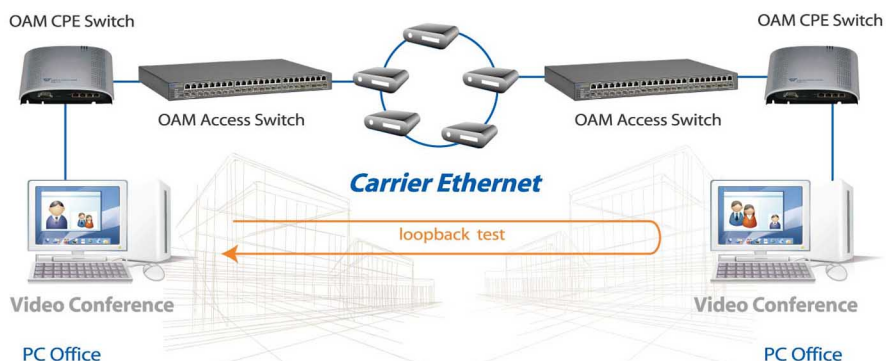 OAM CPE Switch
OAM CPE Switch
OAM Access Switch
OAM Access Switch
Carrier Ethernet
loopback test
Video Conference
Video Conference
PC Office
PC Office